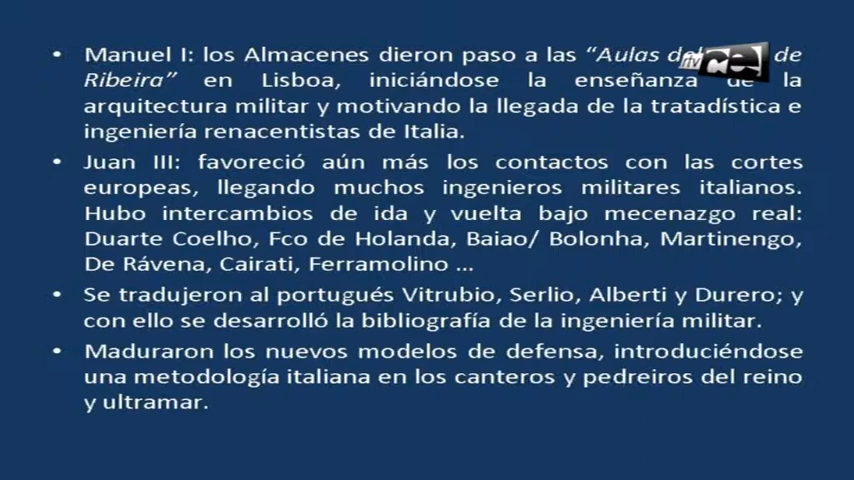 • Manuel I: los Almacenes dieron paso a las “Aulas de
Ribeira” en Lisboa, iniciándose la enseñanza de la
arquitectura militar y motivando la llegada de la tratadística e
ingeniería renacentistas de Italia.
• Juan III: favoreció aún más los contactos con las cortes
europeas, llegando muchos ingenieros militares italianos.
Hubo intercambios de ida y vuelta bajo mecenazgo real:
Duarte Coelho, Fco de Holanda, Baiao/ Bolonha, Martinengo,
De Rávena, Cairati, Ferramolino ...
• Se tradujeron al portugués Vitrubio, Serlio, Alberti y Durero; y
con ello se desarrolló la bibliografía de la ingeniería militar.
• Maduraron los nuevos modelos de defensa, introduciéndose
una metodología italiana en los canteros y pedreiros del reino
y ultramar.